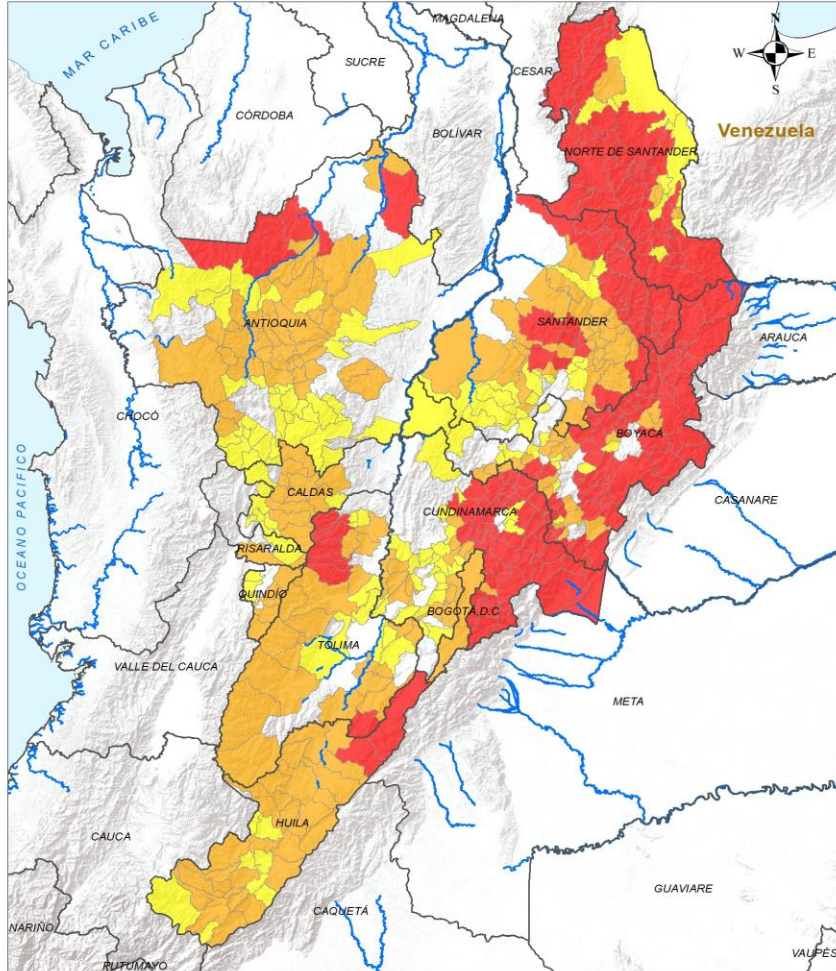 MAGDALENA
MAR CARIBE
N
W E
S
SUCRE
CESAR
CÓRDOBA
BOLÍVAR
Venezuela
NORTE DE SANTANDER
ANTIOQUIA
SANTANDER
ARAUCA
CHOCÓ
BOYACÁ
OCEANO PACIFICO
CALDAS
CUNDINAMARCA
CASANARE
RISARALDA
QUINDÍO
BOGOTÁ, D.C
TOLIMA
VALLE DEL CAUCA
META
HUILA
CAUCA
GUAVIARE
CAQUETÁ
NARIÑO
PUTUMAYO
VAUPÉS